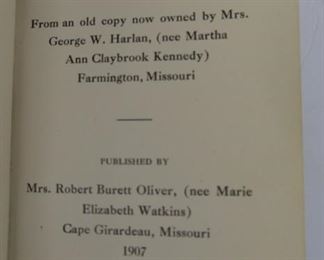 From an old copy now owned by Mrs.
George W. Harlan, (nee Martha
Ann Claybrook Kennedy)
Farmington, Missouri
PUBLISHED BY
Mrs. Robert Burett Oliver, (nee Marie
Elizabeth Watkins)
Cape Girardeau, Missouri
1907